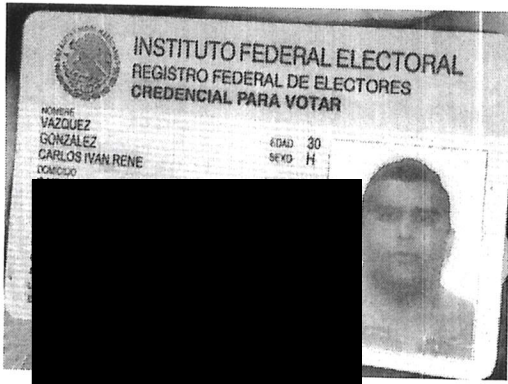 INSTITUTO FEDERAL ELECTORAL
REGISTRO FEDERAL DE ELECTORES
CREDENCIAL PARA VOTAR
NOMBRE
VAZQUEZ
GONZALEZ
CARLOS IVAN RENE
EDAD 30
SEXO H
DOMICILIO